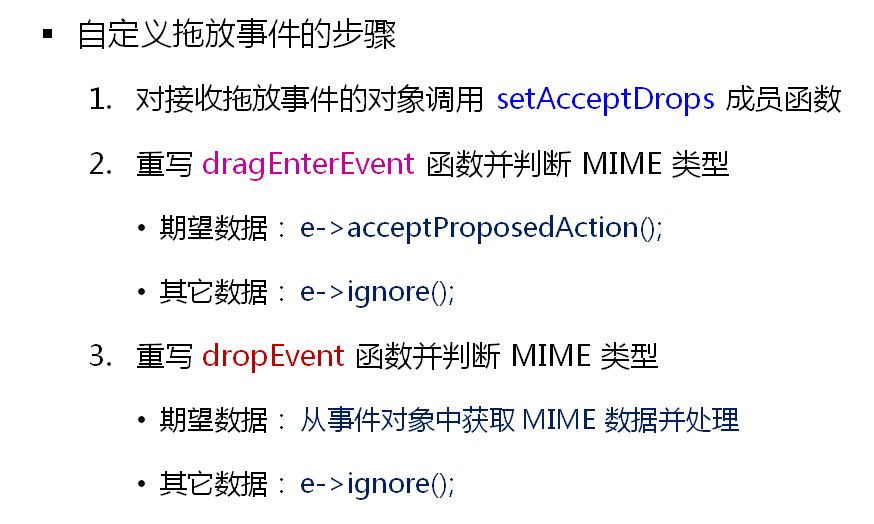 ▪ 自定义拖放事件的步骤
1. 对接收拖放事件的对象调用 setAcceptDrops 成员函数
2. 重写 dragEnterEvent 函数并判断 MIME 类型
• 期望数据：e->acceptProposedAction();
• 其它数据：e->ignore();
3. 重写 dropEvent 函数并判断 MIME 类型
• 期望数据：从事件对象中获取 MIME 数据并处理
• 其它数据：e->ignore();